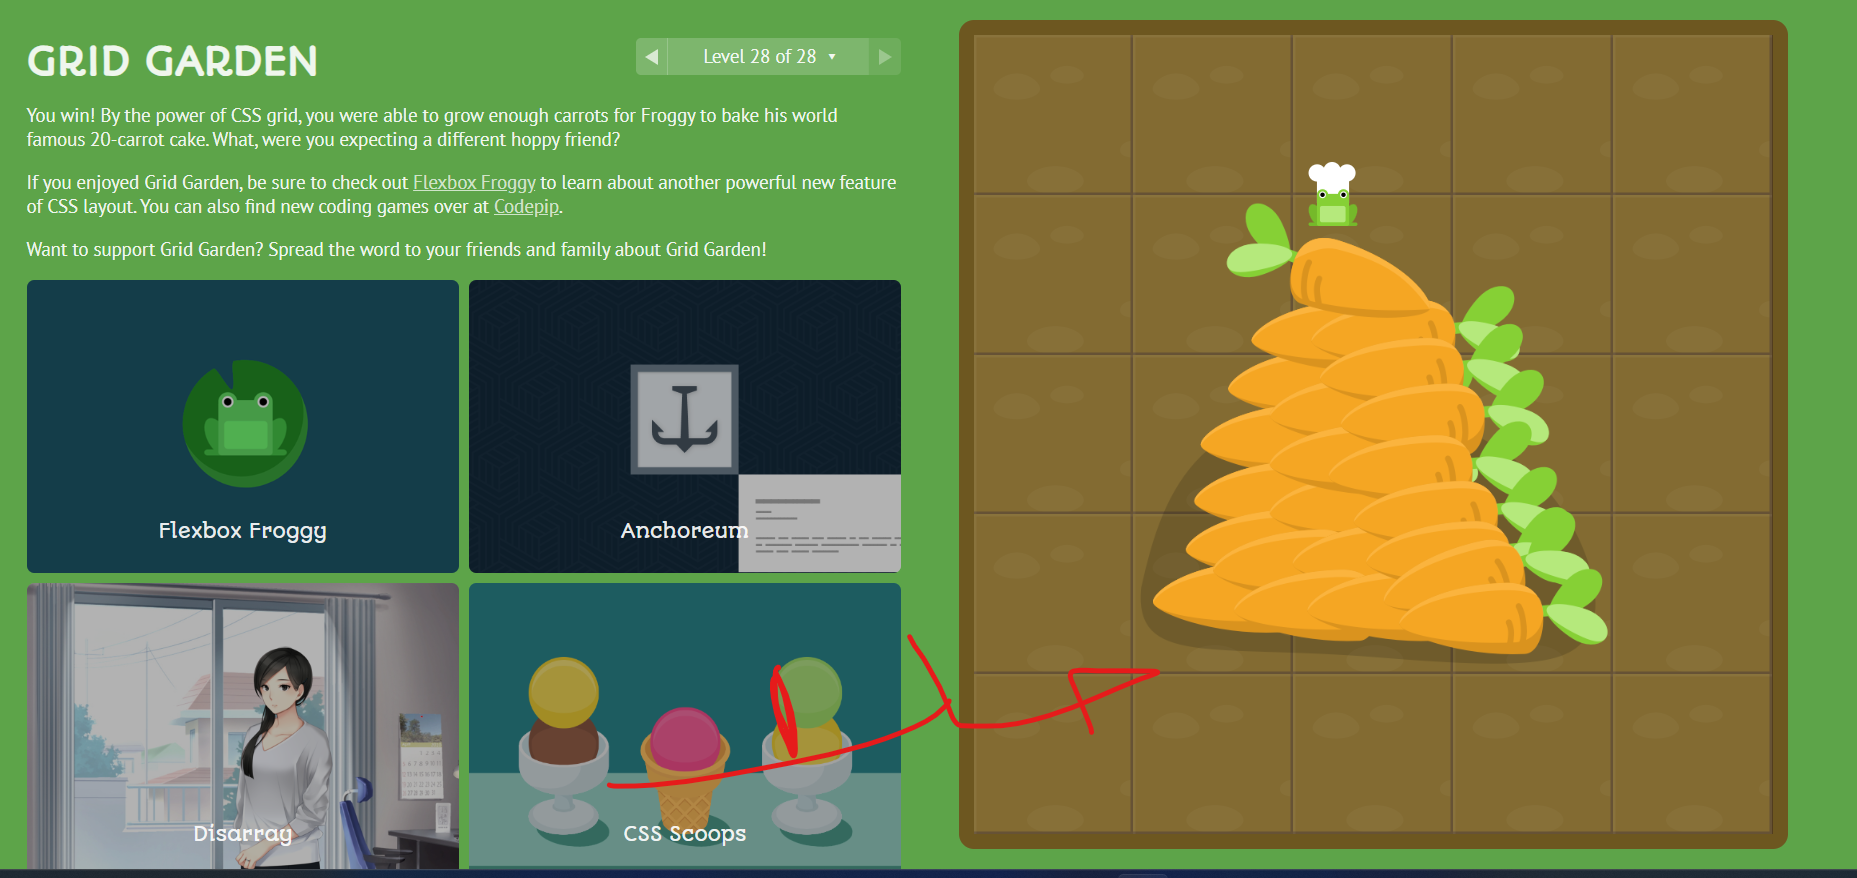 GRID GARDEN
Level 28 of 28
You win! By the power of CSS grid, you were able to grow enough carrots for Froggy to bake his world
famous 20-carrot cake. What, were you expecting a different hoppy friend?
If you enjoyed Grid Garden, be sure to check out Flexbox Froggy to learn about another powerful new feature
of CSS layout. You can also find new coding games over at Codepip.
Want to support Grid Garden? Spread the word to your friends and family about Grid Garden!
Flexbox Froggy
Anchoreum
Disarray
CSS Scoops